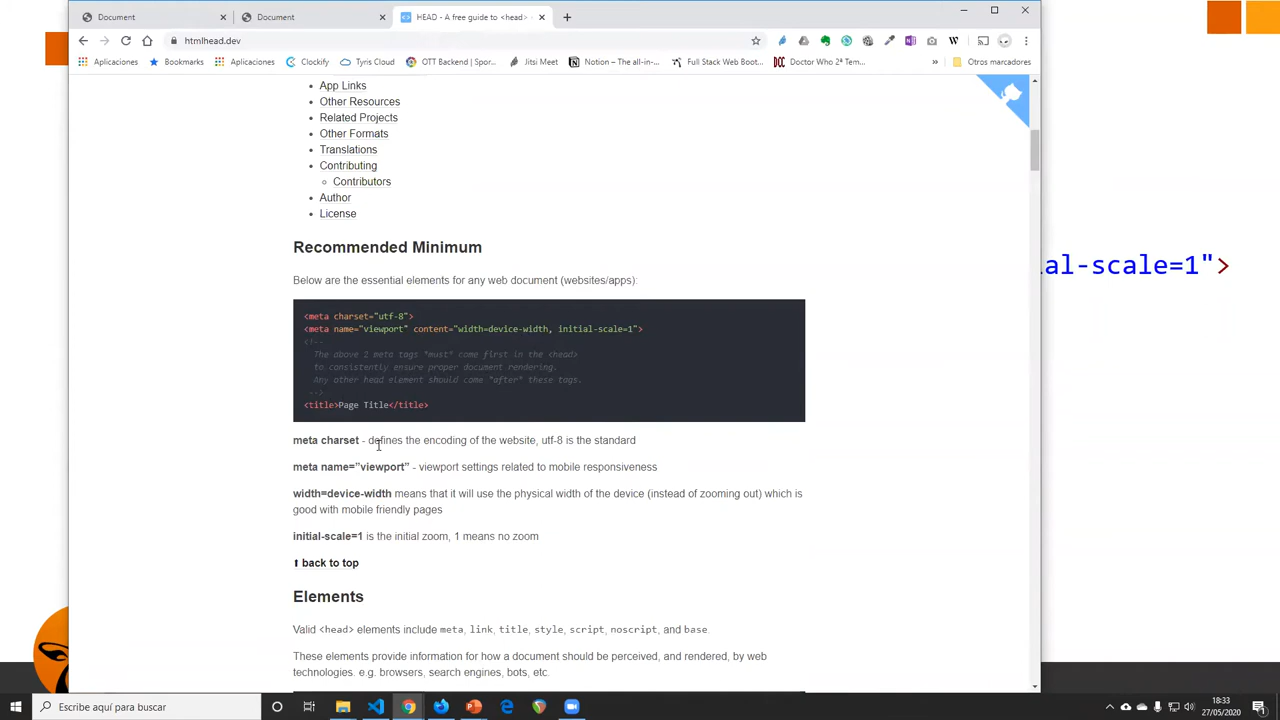 Document
Document
HEAD - A free guide to <head>
htmlhead.dev
Aplicaciones
Bookmarks
Aplicaciones
Clockify
Tyris Cloud
OTT Backend | Spor...
Jitsi Meet
Notion – The all-in-...
Full Stack Web Boot...
Doctor Who 2ª Tem...
»
Otros marcadores
App Links
Other Resources
Related Projects
Other Formats
Translations
Contributing
Contributors
Author
License
Recommended Minimum
Below are the essential elements for any web document (websites/apps):
<meta charset="utf-8">
<meta name="viewport" content="width=device-width, initial-scale=1">
<!--
The above 2 meta tags *must* come first in the <head>
to consistently ensure proper document rendering.
Any other head element should come *after* these tags.
-->
<title>Page Title</title>
meta charset - defines the encoding of the website, utf-8 is the standard
meta name=”viewport” - viewport settings related to mobile responsiveness
width=device-width means that it will use the physical width of the device (instead of zooming out) which is
good with mobile friendly pages
initial-scale=1 is the initial zoom, 1 means no zoom
⬆ back to top
Elements
Valid <head> elements include meta, link, title, style, script, noscript, and base.
These elements provide information for how a document should be perceived, and rendered, by web
technologies. e.g. browsers, search engines, bots, etc.
al-scale=1">
Escribe aquí para buscar
18:33
27/05/2020